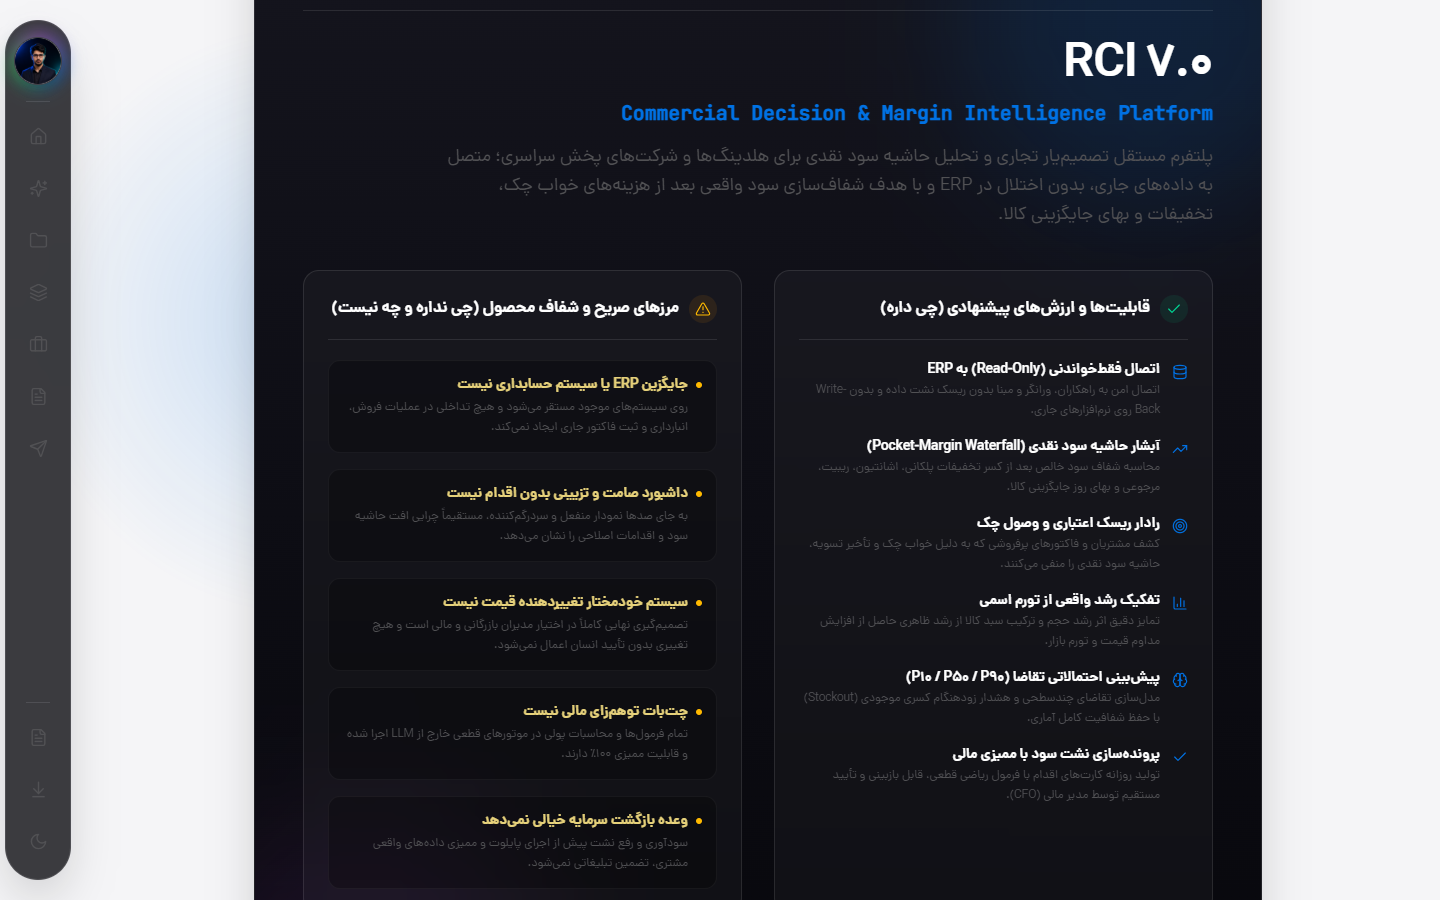 RCI ۷.۰
Commercial Decision & Margin Intelligence Platform
پلتفرم مستقل تصمیم‌یار تجاری و تحلیل حاشیه سود نقدی برای هلدینگ‌ها و شرکت‌های پخش سراسری؛ متصل
به داده‌های جاری، بدون اختلال در ERP و با هدف شفاف‌سازی سود واقعی بعد از هزینه‌های خواب چک،
تخفیفات و بهای جایگزینی کالا.
قابلیت‌ها و ارزش‌های پیشنهادی (چی داره)
اتصال فقط‌خواندنی (Read-Only) به ERP
اتصال امن به راهکاران، ورانگر و مبنا بدون ریسک نشت داده و بدون Write-
Back روی نرم‌افزارهای جاری.
آبشار حاشیه سود نقدی (Pocket-Margin Waterfall)
محاسبه شفاف سود خالص بعد از کسر تخفیفات پلکانی، اشانتیون، ریبیت،
مرجوعی و بهای روز جایگزینی کالا.
رادار ریسک اعتباری و وصول چک
کشف مشتریان و فاکتورهای پرفروشی که به دلیل خواب چک و تأخیر تسویه،
حاشیه سود نقدی را منفی می‌کنند.
تفکیک رشد واقعی از تورم اسمی
تمایز دقیق اثر رشد حجم و ترکیب سبد کالا از رشد ظاهری حاصل از افزایش
مداوم قیمت و تورم بازار.
پیش‌بینی احتمالاتی تقاضا (P۱۰ / P۵۰ / P۹۰)
مدل‌سازی تقاضای چندسطحی و هشدار زودهنگام کسری موجودی (Stockout)
با حفظ شفافیت کامل آماری.
پرونده‌سازی نشت سود با ممیزی مالی
تولید روزانه کارت‌های اقدام با فرمول ریاضی قطعی، قابل بازبینی و تأیید
مستقیم توسط مدیر مالی (CFO).
مرزهای صریح و شفاف محصول (چی نداره و چه نیست)
جایگزین ERP یا سیستم حسابداری نیست
روی سیستم‌های موجود مستقر می‌شود و هیچ تداخلی در عملیات فروش،
انبارداری و ثبت فاکتور جاری ایجاد نمی‌کند.
داشبورد صامت و تزیینی بدون اقدام نیست
به جای صدها نمودار منفعل و سردرگم‌کننده، مستقیماً چرایی افت حاشیه
سود و اقدامات اصلاحی را نشان می‌دهد.
سیستم خودمختار تغییردهنده قیمت نیست
تصمیم‌گیری نهایی کاملاً در اختیار مدیران بازرگانی و مالی است و هیچ
تغییری بدون تأیید انسان اعمال نمی‌شود.
چت‌بات توهم‌زای مالی نیست
تمام فرمول‌ها و محاسبات پولی در موتورهای قطعی خارج از LLM اجرا شده
و قابلیت ممیزی ۱۰۰٪ دارند.
وعده بازگشت سرمایه خیالی نمی‌دهد
سودآوری و رفع نشت پیش از اجرای پایلوت و ممیزی داده‌های واقعی
مشتری، تضمین تبلیغاتی نمی‌شود.